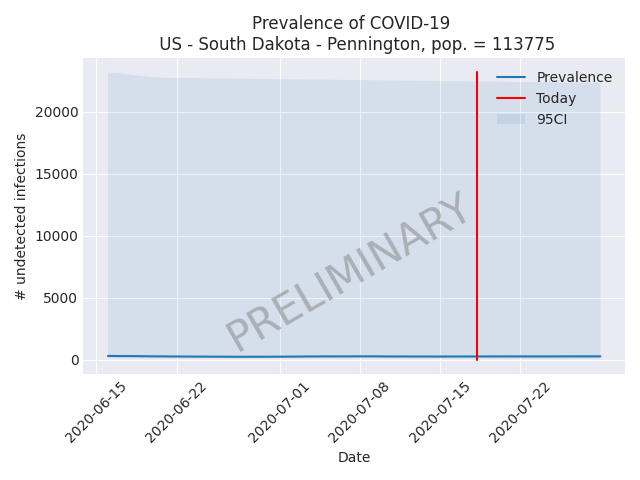 Prevalence of COVID-19
US - South Dakota - Pennington, pop. = 113775
Prevalence
Today
95CI
20000
15000
10000
5000
0
# undetected infections
PRELIMINARY
2020-06-15
2020-06-22
2020-07-01
2020-07-08
2020-07-15
2020-07-22
Date